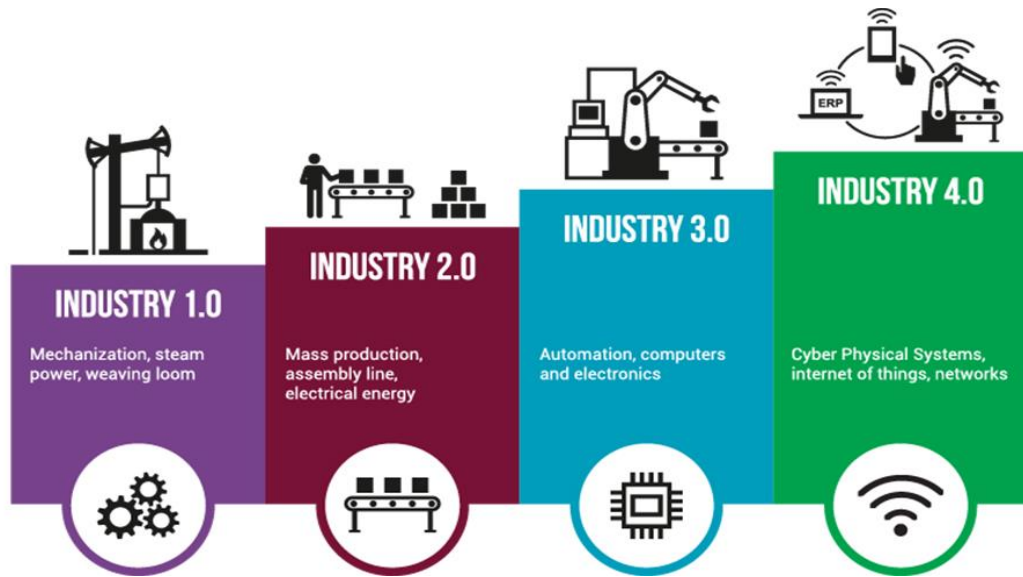 ERP
INDUSTRY 1.0
Mechanization, steam
power, weaving loom
INDUSTRY 2.0
Mass production,
assembly line,
electrical energy
INDUSTRY 3.0
Automation, computers
and electronics
INDUSTRY 4.0
Cyber Physical Systems,
internet of things, networks